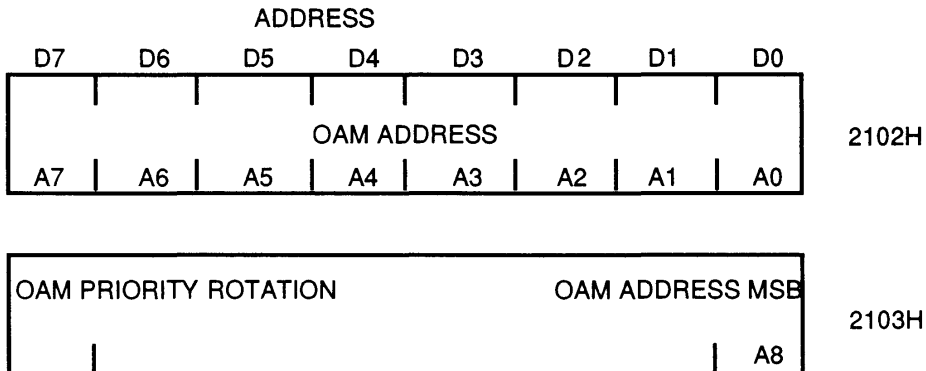 ADDRESS
D7 D6 D5 D4 D3 D2 D1 D0
OAM ADDRESS
2102H
A7 A6 A5 A4 A3 A2 A1 A0
OAM PRIORITY ROTATION OAM ADDRESS MSB
2103H
A8